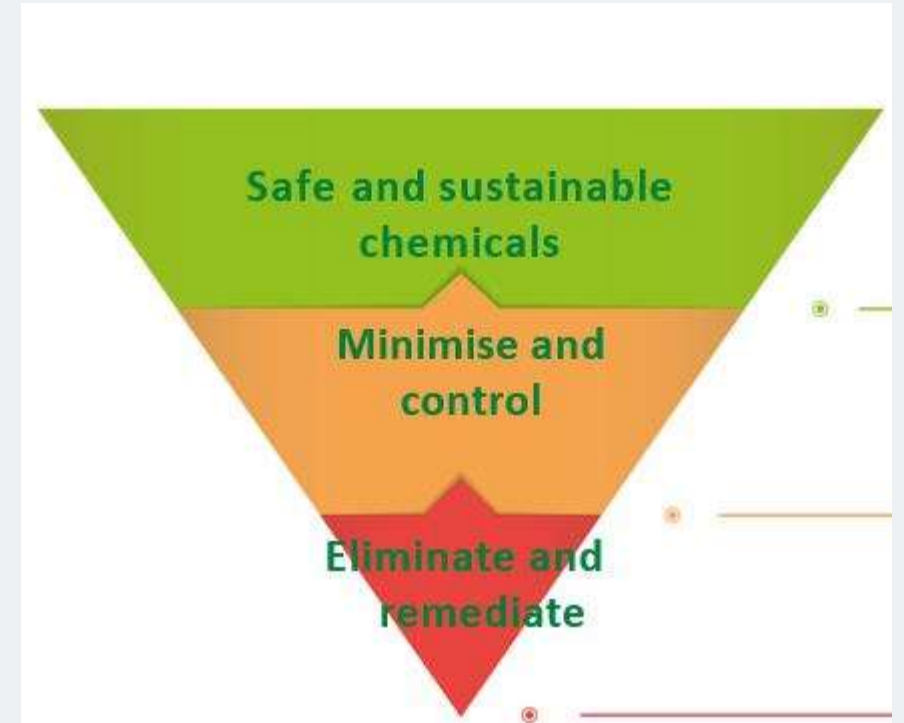 Safe and sustainable
chemicals
Minimise and
control
Eliminate and
remediate